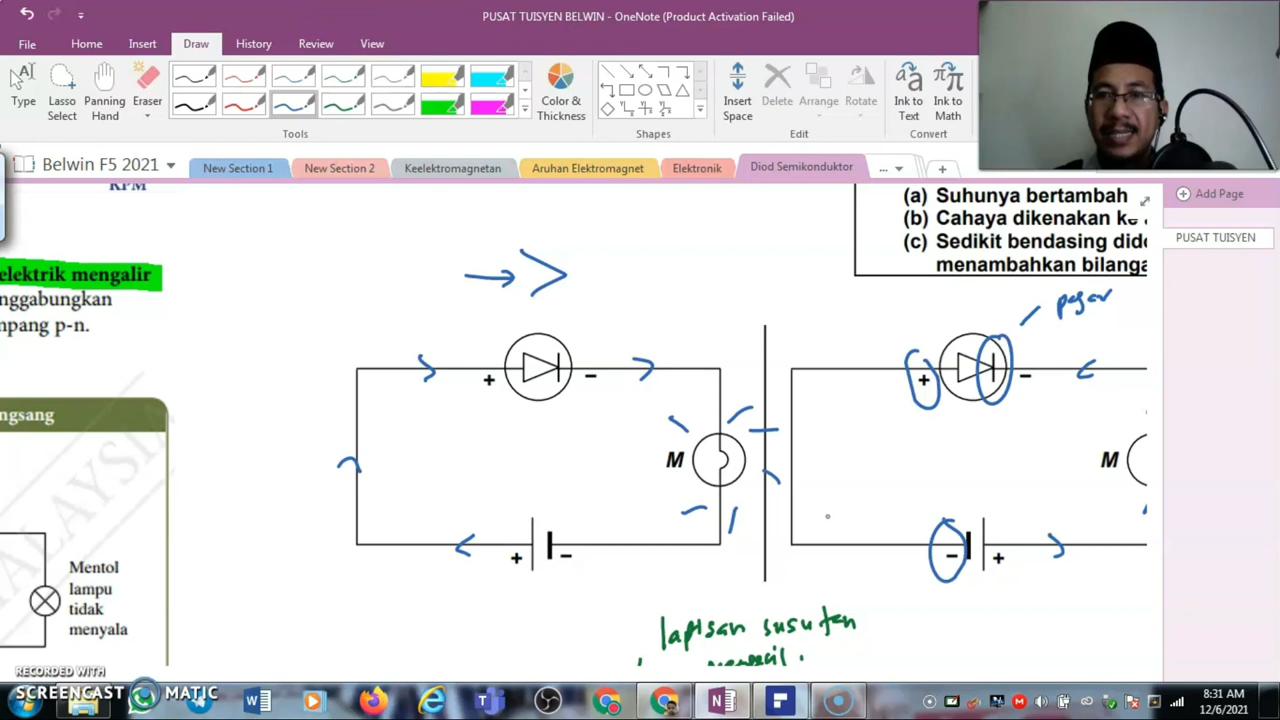 PUSAT TUISYEN BELWIN - OneNote (Product Activation Failed)
File
Home
Insert
Draw
History
Review
View
Type
Lasso Select
Panning Hand
Eraser
Color & Thickness
Insert Space
Delete
Arrange
Rotate
Ink to Text
Ink to Math
Tools
Shapes
Edit
Convert
Belwin F5 2021
New Section 1
New Section 2
Keelektromagnetan
Aruhan Elektromagnet
Elektronik
Diod Semikonduktor
...
Add Page
PUSAT TUISYEN
KPM
elektrik mengalir
nggabungkan
mpang p-n.
ngsang
ALAYSIA
Mentol
lampu
tidak
menyala
(a) Suhunya bertambah
(b) Cahaya dikenakan ke
(c) Sedikit bendasing did
menambahkan bilanga
pagar
+ −
M
+ −
+ −
M
− +
lapisan susutan
mengecil.
RECORDED WITH
SCREENCAST MATIC
8:31 AM
12/6/2021